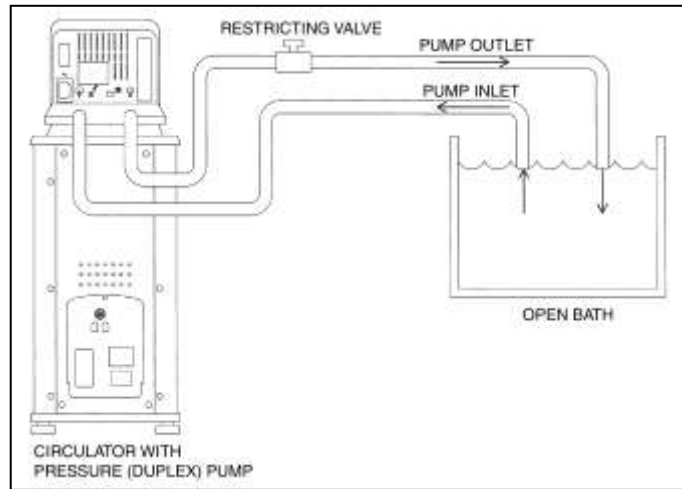 RESTRICTING VALVE
PUMP OUTLET
PUMP INLET
OPEN BATH
CIRCULATOR WITH
PRESSURE (DUPLEX) PUMP